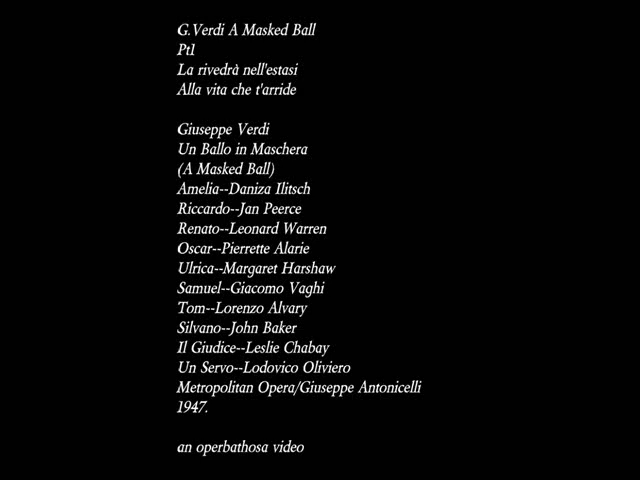 G.Verdi A Masked Ball
Pt1
La rivedrà nell'estasi
Alla vita che t'arride
Giuseppe Verdi
Un Ballo in Maschera
(A Masked Ball)
Amelia--Daniza Ilitsch
Riccardo--Jan Peerce
Renato--Leonard Warren
Oscar--Pierrette Alarie
Ulrica--Margaret Harshaw
Samuel--Giacomo Vaghi
Tom--Lorenzo Alvary
Silvano--John Baker
Il Giudice--Leslie Chabay
Un Servo--Lodovico Oliviero
Metropolitan Opera/Giuseppe Antonicelli
1947.
an operbathosa video